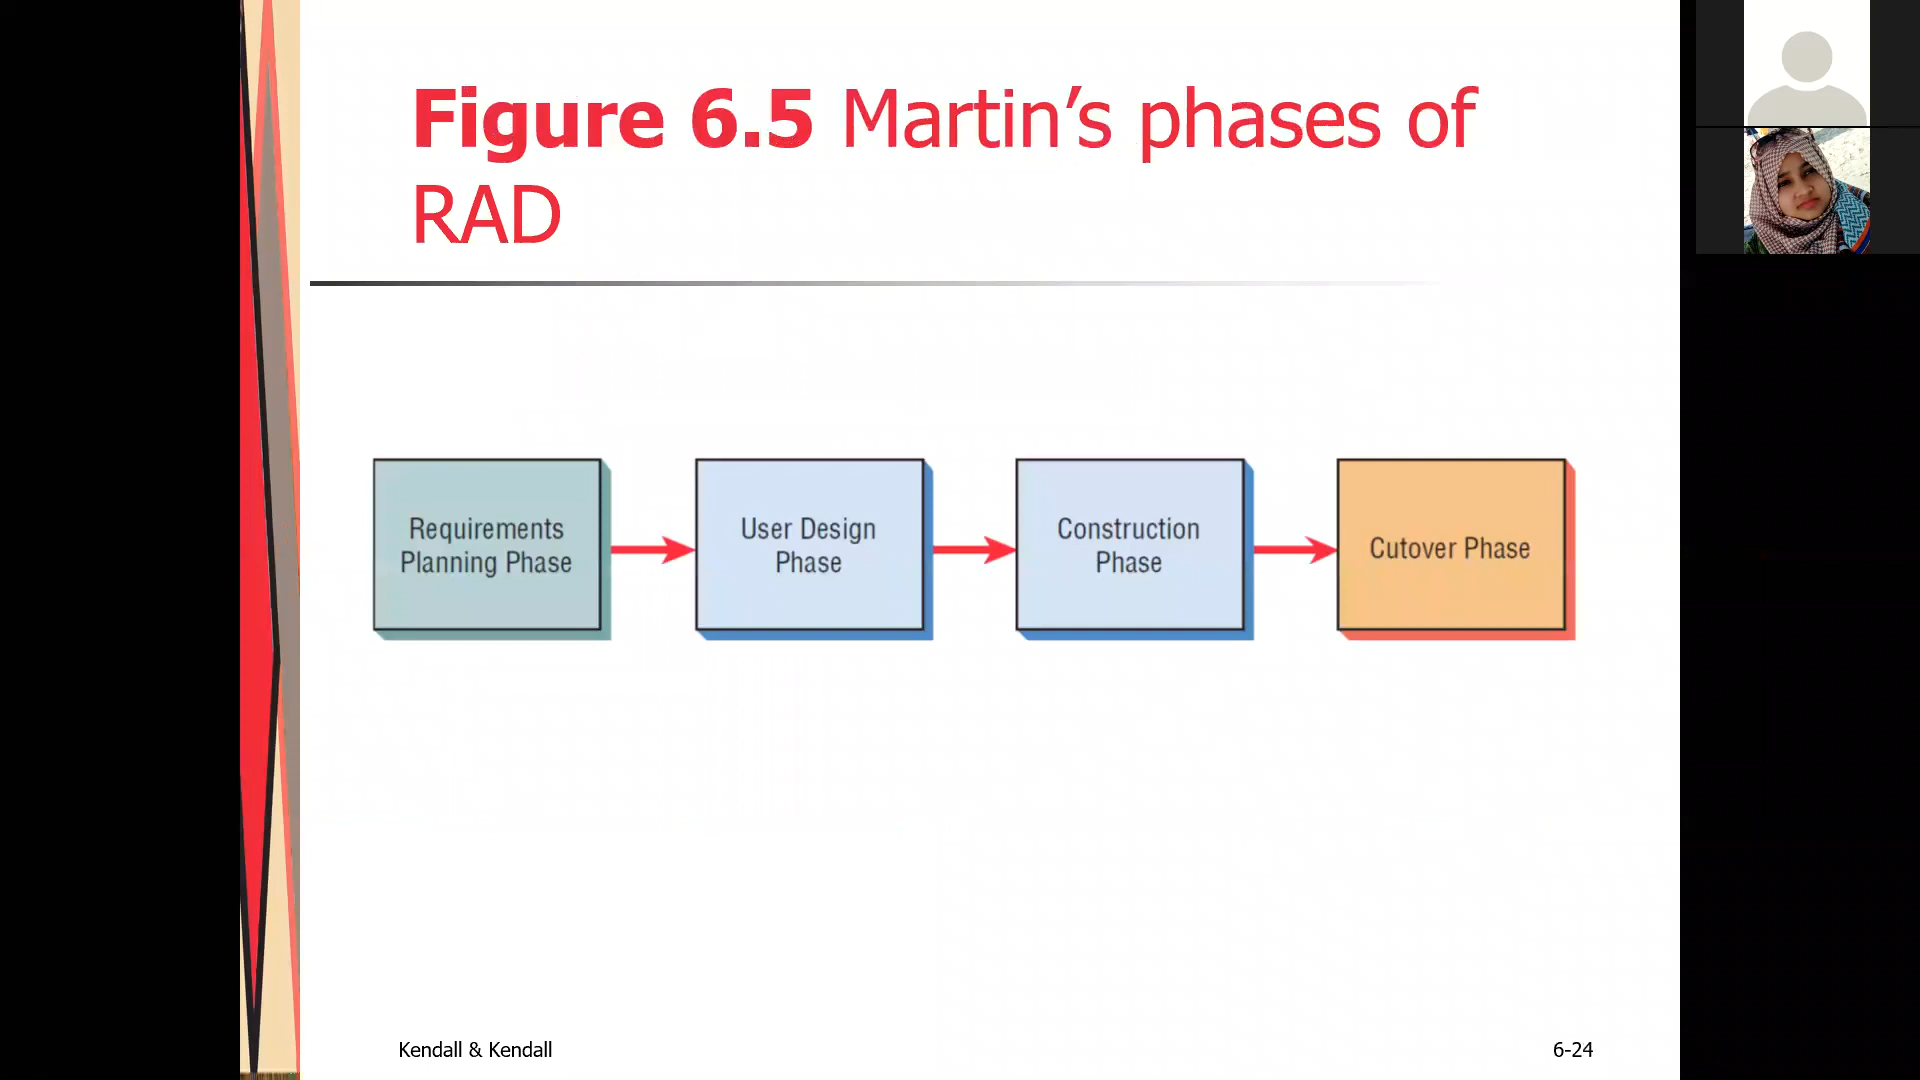 Figure 6.5 Martin’s phases of
RAD
Requirements
Planning Phase
User Design
Phase
Construction
Phase
Cutover Phase
Kendall & Kendall
6-24